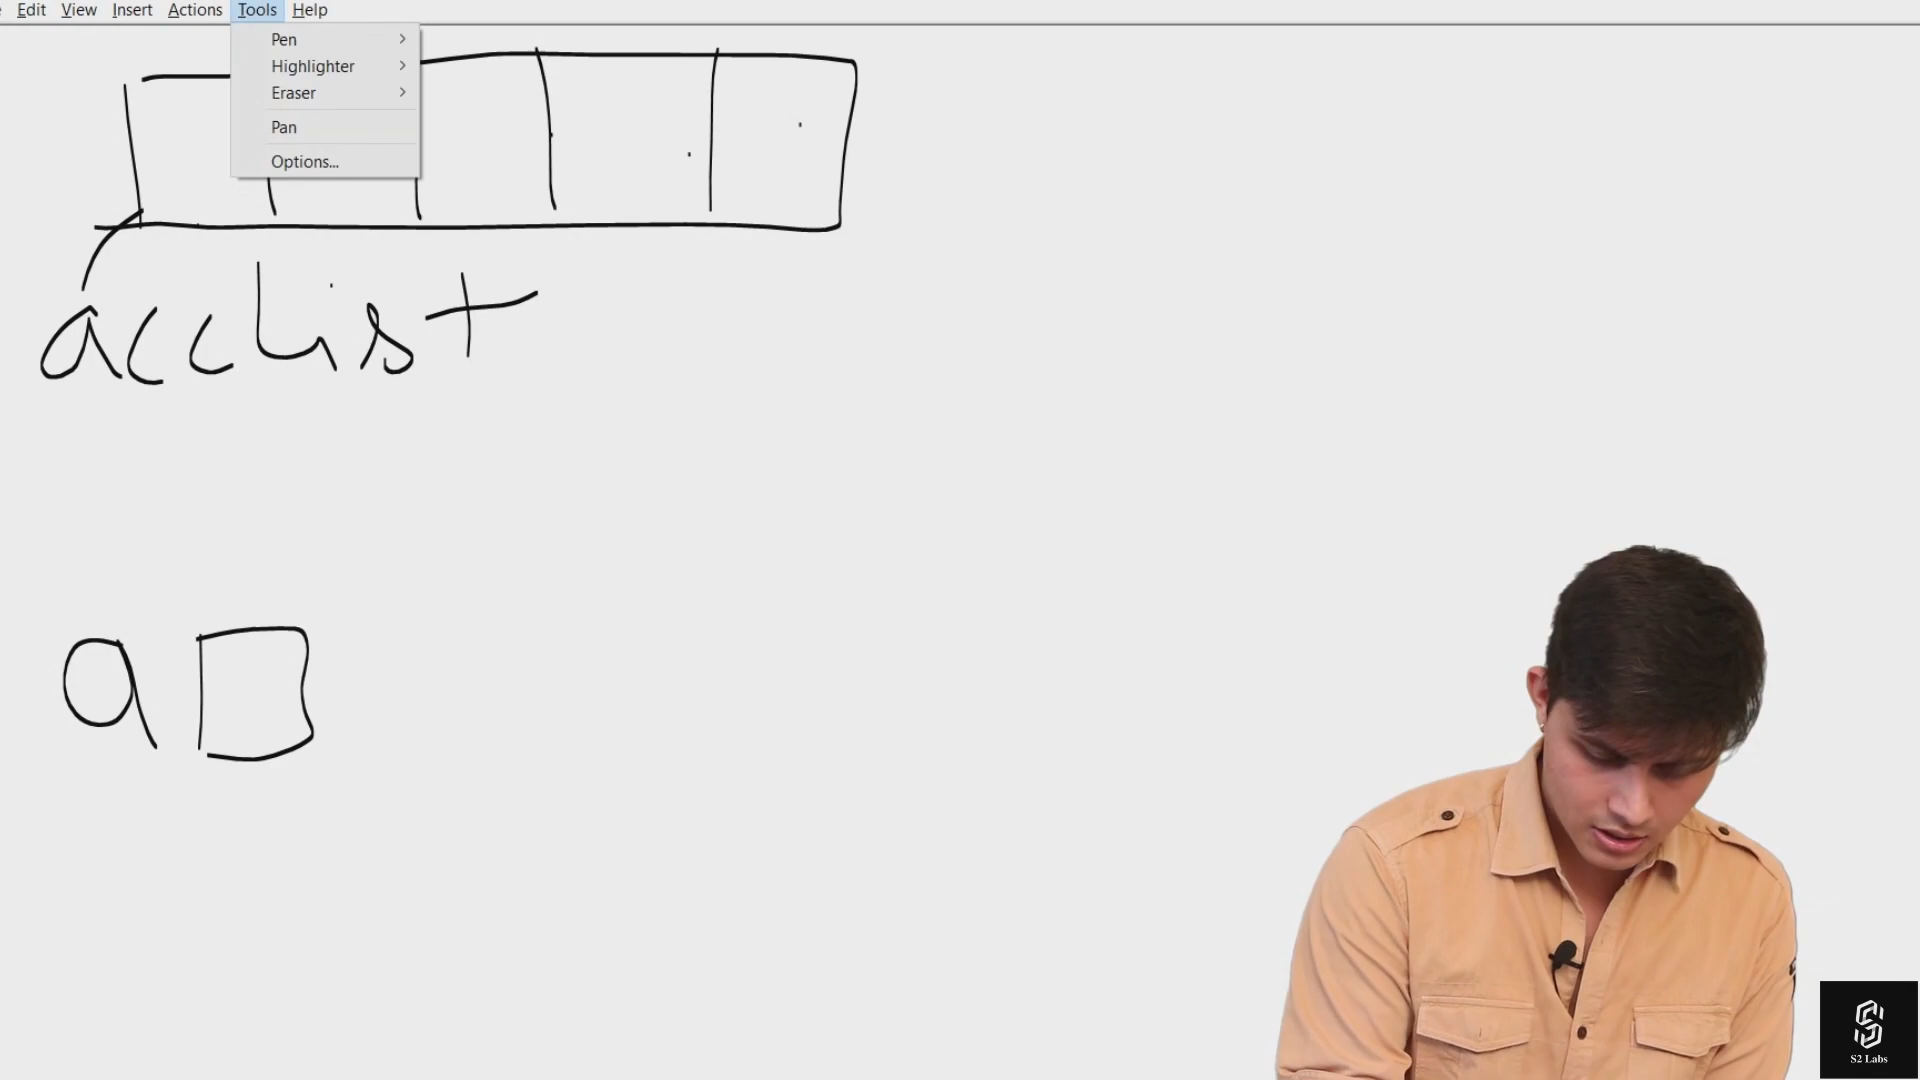 Edit View Insert Actions Tools Help
Pen
Highlighter
Eraser
Pan
Options...
accList
a
S2 Labs